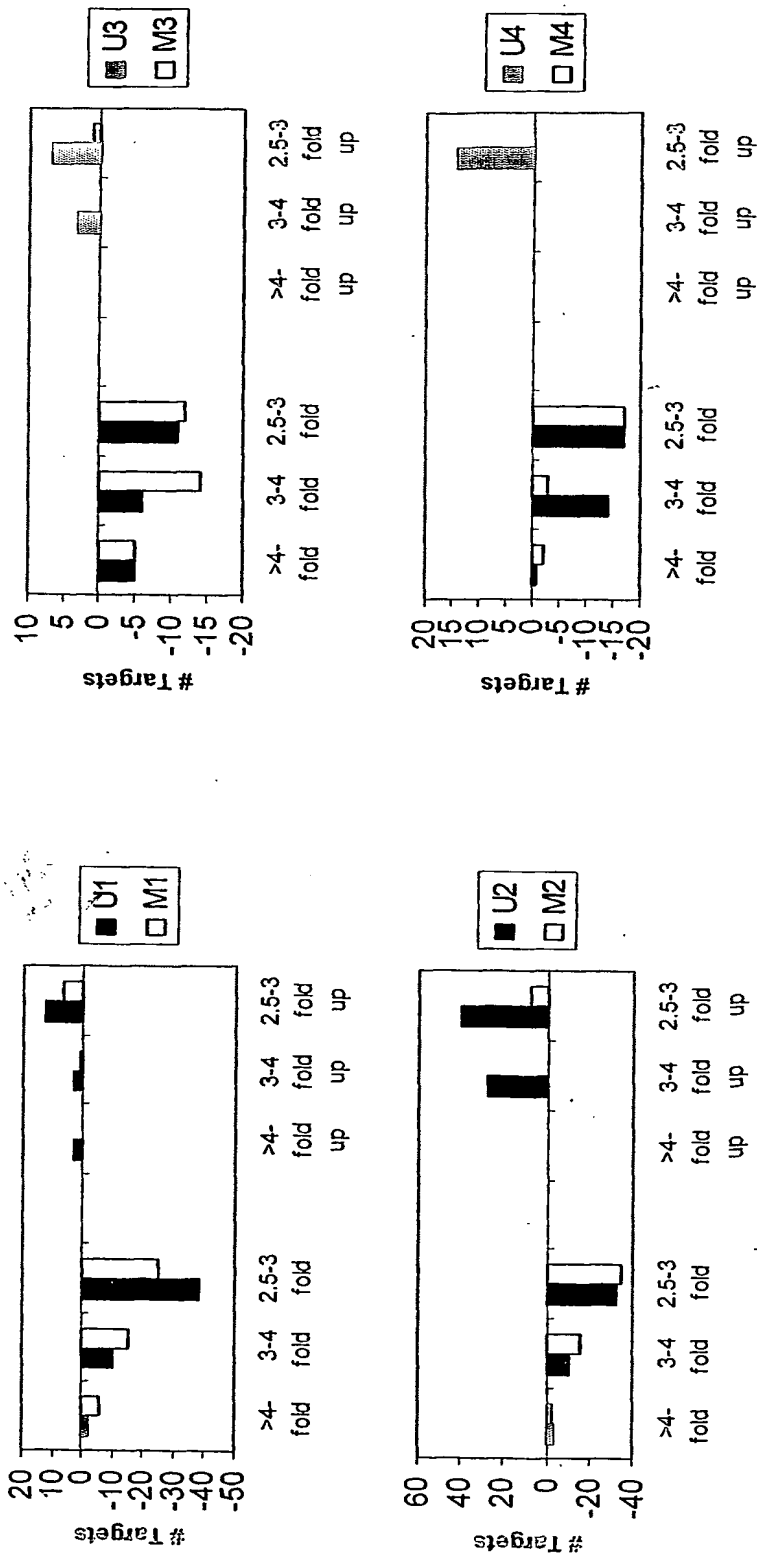 20
10
0
-10
-20
-30
-40
-50
# Targets
>4- 3-4 2.5-3 >4- 3-4 2.5-3
fold fold fold fold fold fold
up up up
U1
M1
10
5
0
-5
-10
-15
-20
# Targets
>4- 3-4 2.5-3 >4- 3-4 2.5-3
fold fold fold fold fold fold
up up up
U3
M3
60
40
20
0
-20
-40
# Targets
>4- 3-4 2.5-3 >4- 3-4 2.5-3
fold fold fold fold fold fold
up up up
U2
M2
20
15
10
5
0
-5
-10
-15
-20
# Targets
>4- 3-4 2.5-3 >4- 3-4 2.5-3
fold fold fold fold fold fold
up up up
U4
M4